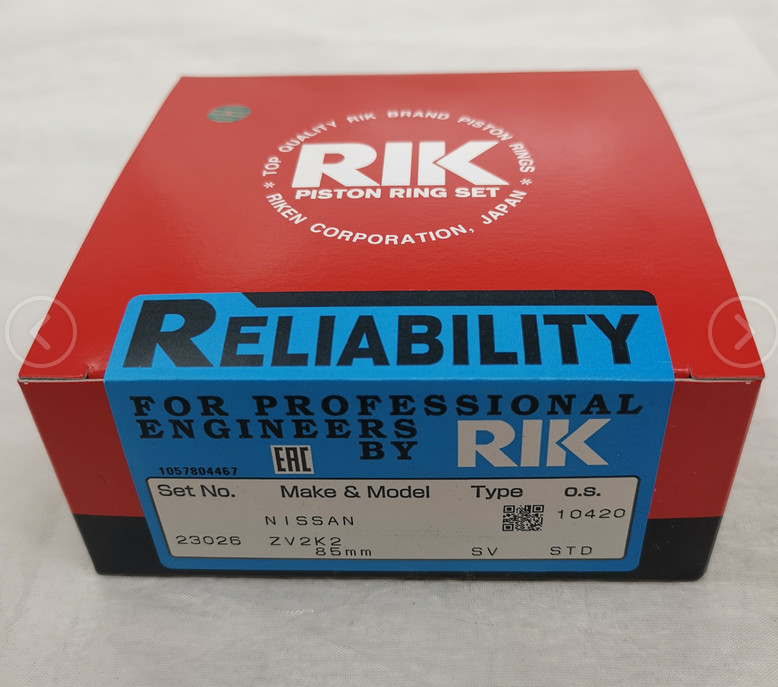 * TOP QUALITY RIK BRAND PISTON RINGS *
RIK
PISTON RING SET
RIKEN CORPORATION, JAPAN
RELIABILITY
FOR PROFESSIONAL
ENGINEERS
BY RIK
EAC
1057804467
Set No. Make & Model Type o.s.
NISSAN 10420
23026 ZV2K2
85mm SV STD